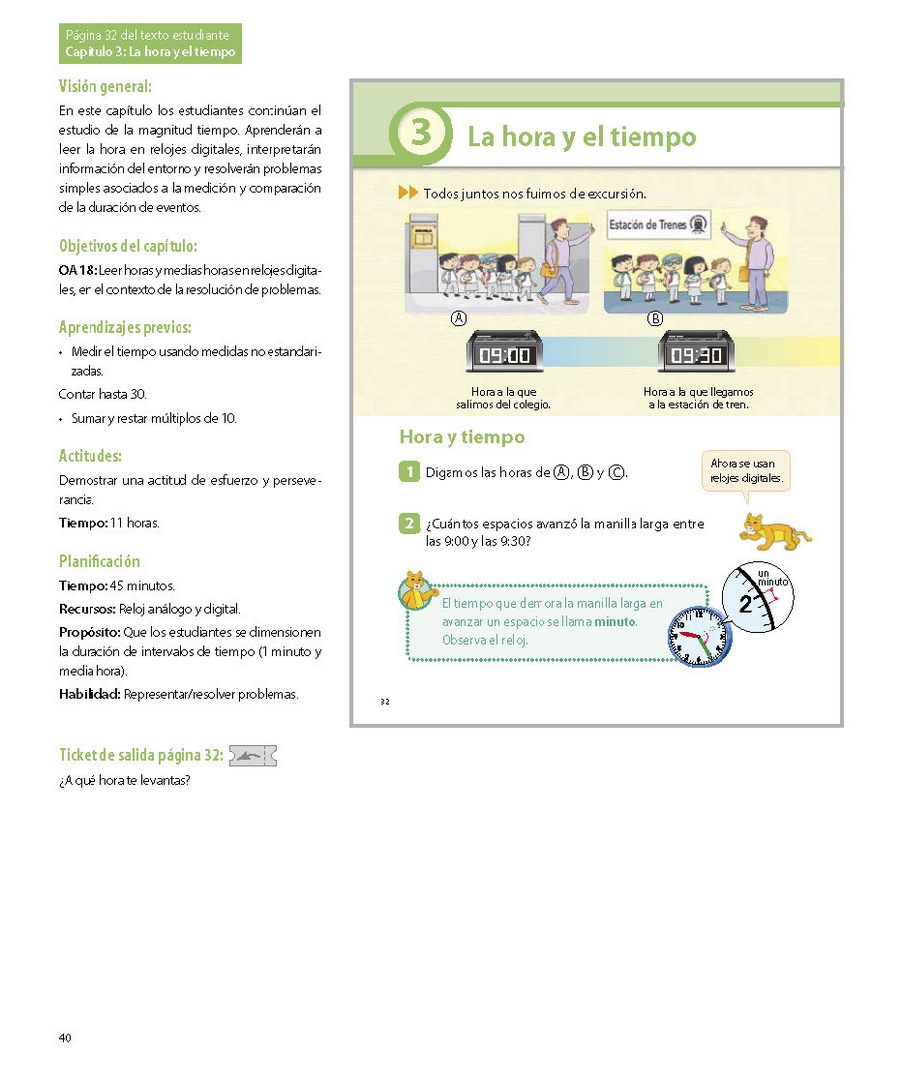 Página 32 del texto estudiante
Capítulo 3: La hora y el tiempo
Visión general:
En este capítulo los estudiantes continúan el
estudio de la magnitud tiempo. Aprenderán a
leer la hora en relojes digitales, interpretarán
información del entorno y resolverán problemas
simples asociados a la medición y comparación
de la duración de eventos.
Objetivos del capítulo:
OA 18: Leer horas y medias horas en relojes digita-
les, en el contexto de la resolución de problemas.
Aprendizajes previos:
• Medir el tiempo usando medidas no estandari-
zadas.
Contar hasta 30.
• Sumar y restar múltiplos de 10.
Actitudes:
Demostrar una actitud de esfuerzo y perseve-
rancia.
Tiempo: 11 horas.
Planificación
Tiempo: 45 minutos.
Recursos: Reloj análogo y digital.
Propósito: Que los estudiantes se dimensionen
la duración de intervalos de tiempo (1 minuto y
media hora).
Habilidad: Representar/resolver problemas.
Ticket de salida página 32:
¿A qué hora te levantas?
3 La hora y el tiempo
Todos juntos nos fuimos de excursión.
ESCUELA
Estación de Trenes
A
B
09:00
09:30
Hora a la que
salimos del colegio.
Hora a la que llegamos
a la estación de tren.
Hora y tiempo
1 Digamos las horas de A, B y C.
Ahora se usan
relojes digitales.
2 ¿Cuántos espacios avanzó la manilla larga entre
las 9:00 y las 9:30?
un
minuto
2
El tiempo que demora la manilla larga en
avanzar un espacio se llama minuto.
Observa el reloj.
32
40